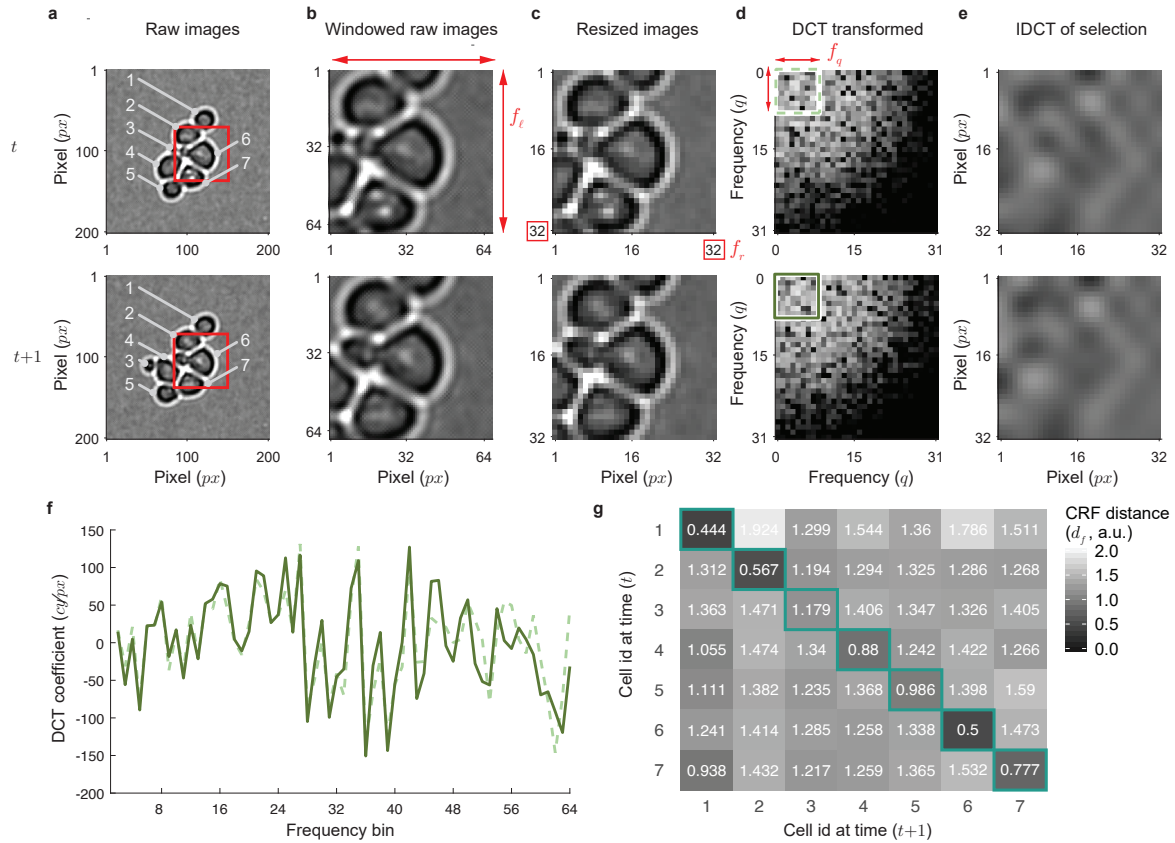 a b c d e
Raw images Windowed raw images Resized images DCT transformed IDCT of selection
t
Pixel (px)
1 100 200
1 2 3 4 5 6 7
f_ℓ
1 32 64
1 32 64
1 16 32
1 16 32
f_r
f_q
Frequency (q)
0 15 31
0 15 31
Pixel (px)
1 16 32
1 16 32
1 100 200
t+1
Pixel (px)
1 100 200
1 2 4 3 5 6 7
1 100 200
Pixel (px)
1 32 64
1 32 64
Pixel (px)
1 16 32
1 16 32
Pixel (px)
Frequency (q)
0 15 31
0 15 31
Frequency (q)
Pixel (px)
1 16 32
1 16 32
Pixel (px)
f
DCT coefficient (cy/px)
150
100
50
0
-50
-100
-150
-200
8 16 24 32 40 48 56 64
Frequency bin
g
Cell id at time (t)
1 0.444 1.924 1.299 1.544 1.36 1.786 1.511
2 1.312 0.567 1.194 1.294 1.325 1.286 1.268
3 1.363 1.471 1.179 1.406 1.347 1.326 1.405
4 1.055 1.474 1.34 0.88 1.242 1.422 1.266
5 1.111 1.382 1.235 1.368 0.986 1.398 1.59
6 1.241 1.414 1.285 1.258 1.338 0.5 1.473
7 0.938 1.432 1.217 1.259 1.365 1.532 0.777
1 2 3 4 5 6 7
Cell id at time (t+1)
CRF distance
(d_f, a.u.)
2.0
1.5
1.0
0.5
0.0